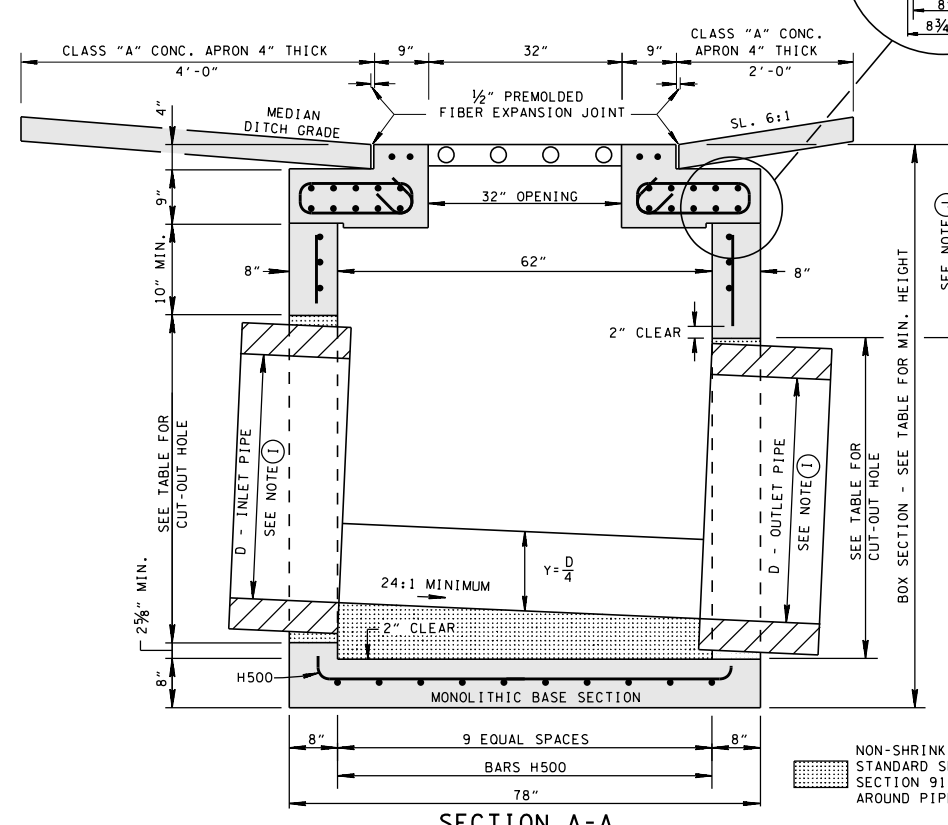 8
8¾
CLASS "A" CONC. APRON 4" THICK
4'-0"
9"
32"
9"
CLASS "A" CONC.
APRON 4" THICK
2'-0"
½" PREMOLDED
FIBER EXPANSION JOINT
MEDIAN
DITCH GRADE
SL. 6:1
4"
9"
32" OPENING
10" MIN.
8"
62"
8"
SEE NOTE 1
2" CLEAR
SEE TABLE FOR
CUT-OUT HOLE
D - INLET PIPE
SEE NOTE 1
D - OUTLET PIPE
SEE NOTE 1
SEE TABLE FOR
CUT-OUT HOLE
BOX SECTION - SEE TABLE FOR MIN. HEIGHT
Y=D/4
24:1 MINIMUM
2⅝" MIN.
2" CLEAR
8"
H500
MONOLITHIC BASE SECTION
8"
9 EQUAL SPACES
8"
BARS H500
78"
NON-SHRINK
STANDARD S
SECTION 91
AROUND PIP
SECTION A-A